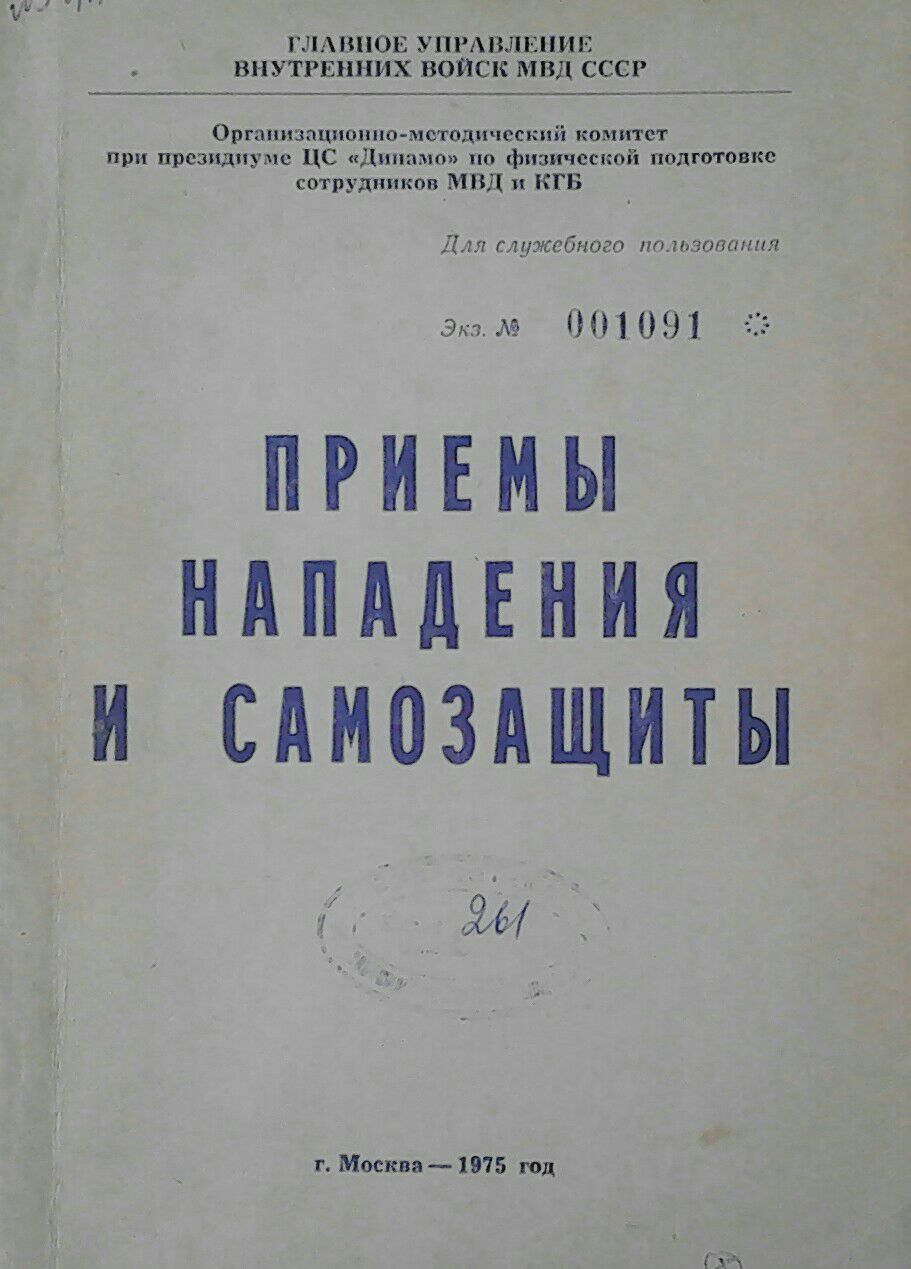 ГЛАВНОЕ УПРАВЛЕНИЕ
ВНУТРЕННИХ ВОЙСК МВД СССР
Организационно-методический комитет
при президиуме ЦС «Динамо» по физической подготовке
сотрудников МВД и КГБ
Для служебного пользования
Экз. № 001091
ПРИЕМЫ
НАПАДЕНИЯ
И САМОЗАЩИТЫ
261
г. Москва — 1975 год